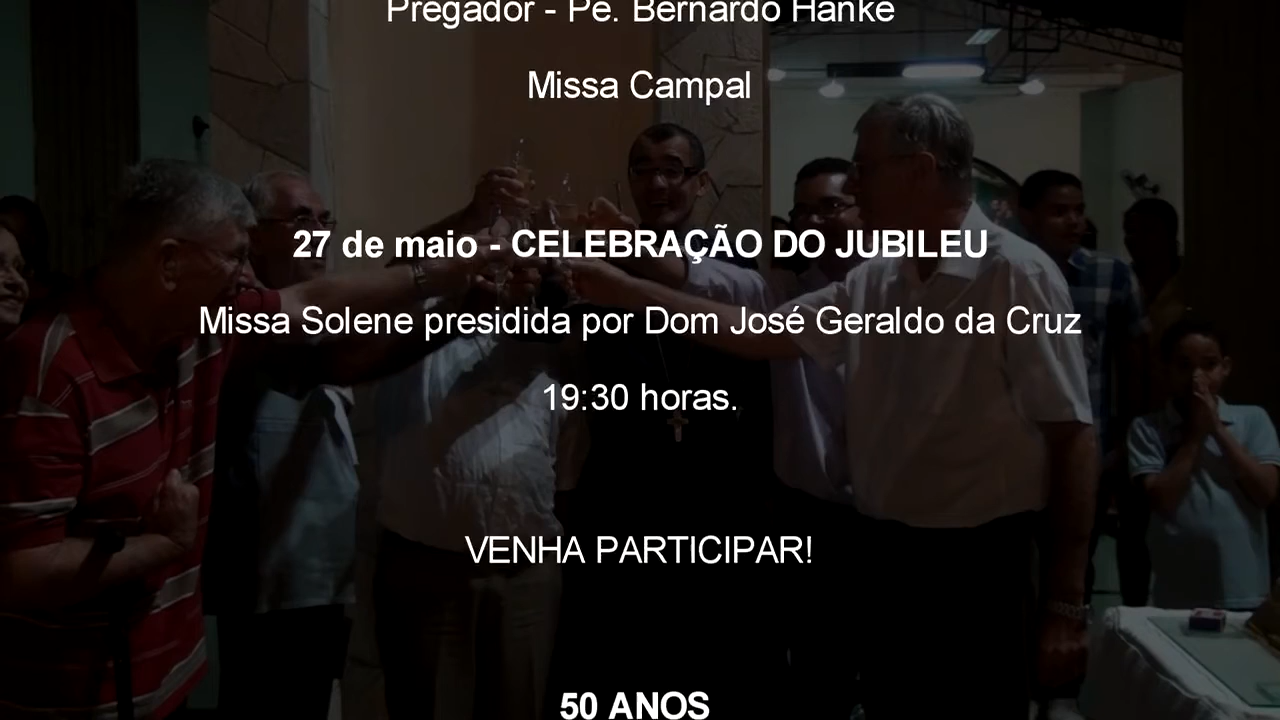 Pregador - Pe. Bernardo Hanke
Missa Campal
27 de maio - CELEBRAÇÃO DO JUBILEU
Missa Solene presidida por Dom José Geraldo da Cruz
19:30 horas.
VENHA PARTICIPAR!
50 ANOS